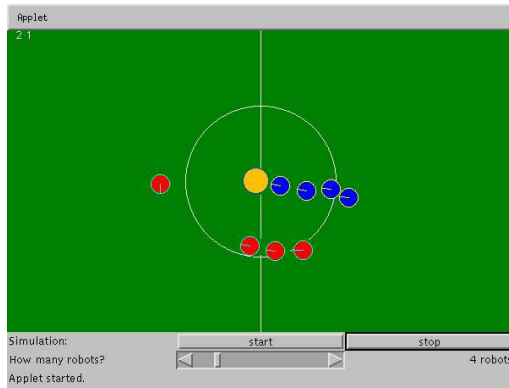 Applet
2 1
Simulation: start stop
How many robots? 4 robots
Applet started.